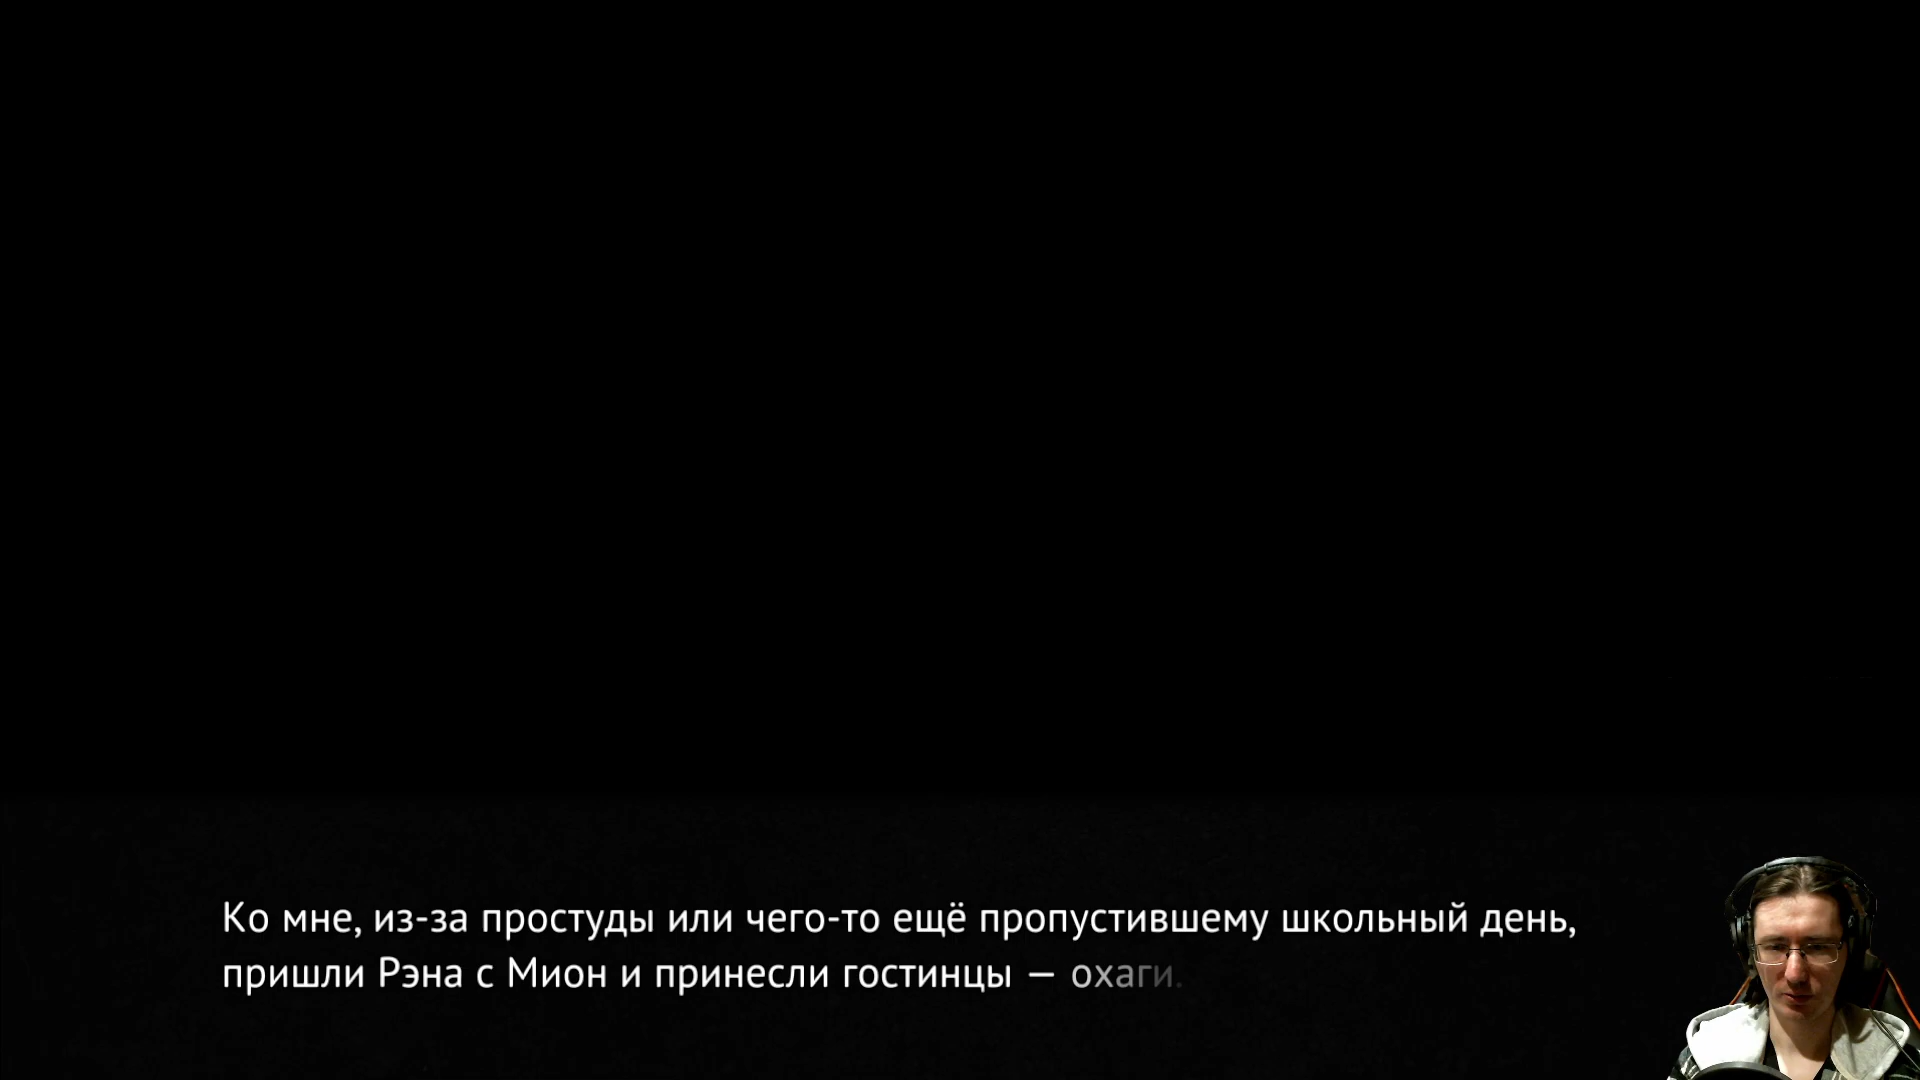 Ко мне, из-за простуды или чего-то ещё пропустившему школьный день,
пришли Рэна с Мион и принесли гостинцы — охаги.